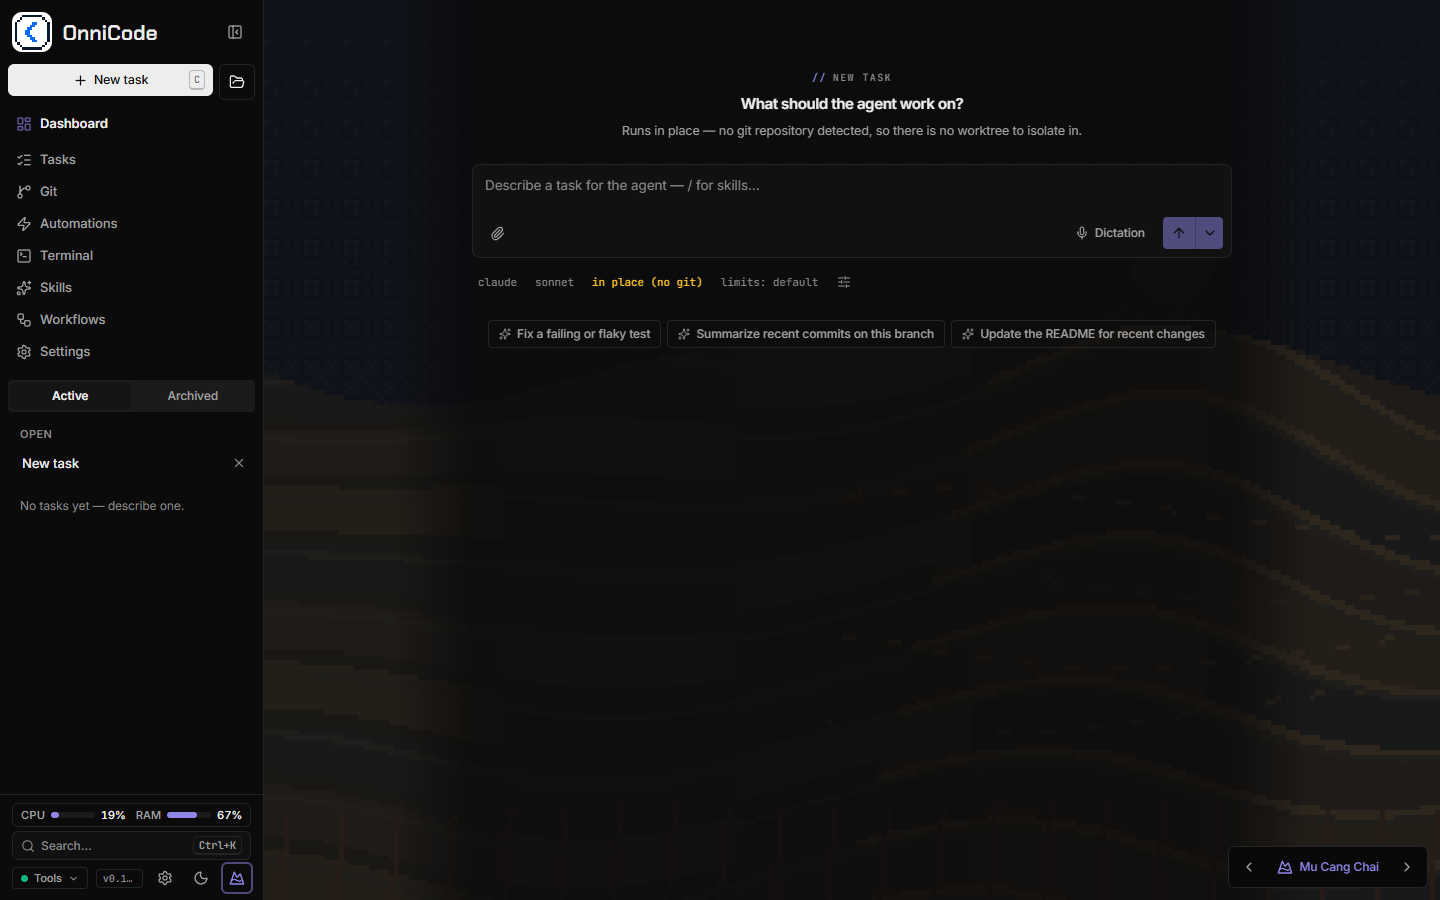 OnniCode
New task C
Dashboard
Tasks
Git
Automations
Terminal
Skills
Workflows
Settings
Active Archived
OPEN
New task
No tasks yet — describe one.
CPU 19% RAM 67%
Search... Ctrl+K
Tools v0.1...
// NEW TASK
What should the agent work on?
Runs in place — no git repository detected, so there is no worktree to isolate in.
Describe a task for the agent — / for skills...
Dictation
claude sonnet in place (no git) limits: default
Fix a failing or flaky test Summarize recent commits on this branch Update the README for recent changes
Mu Cang Chai